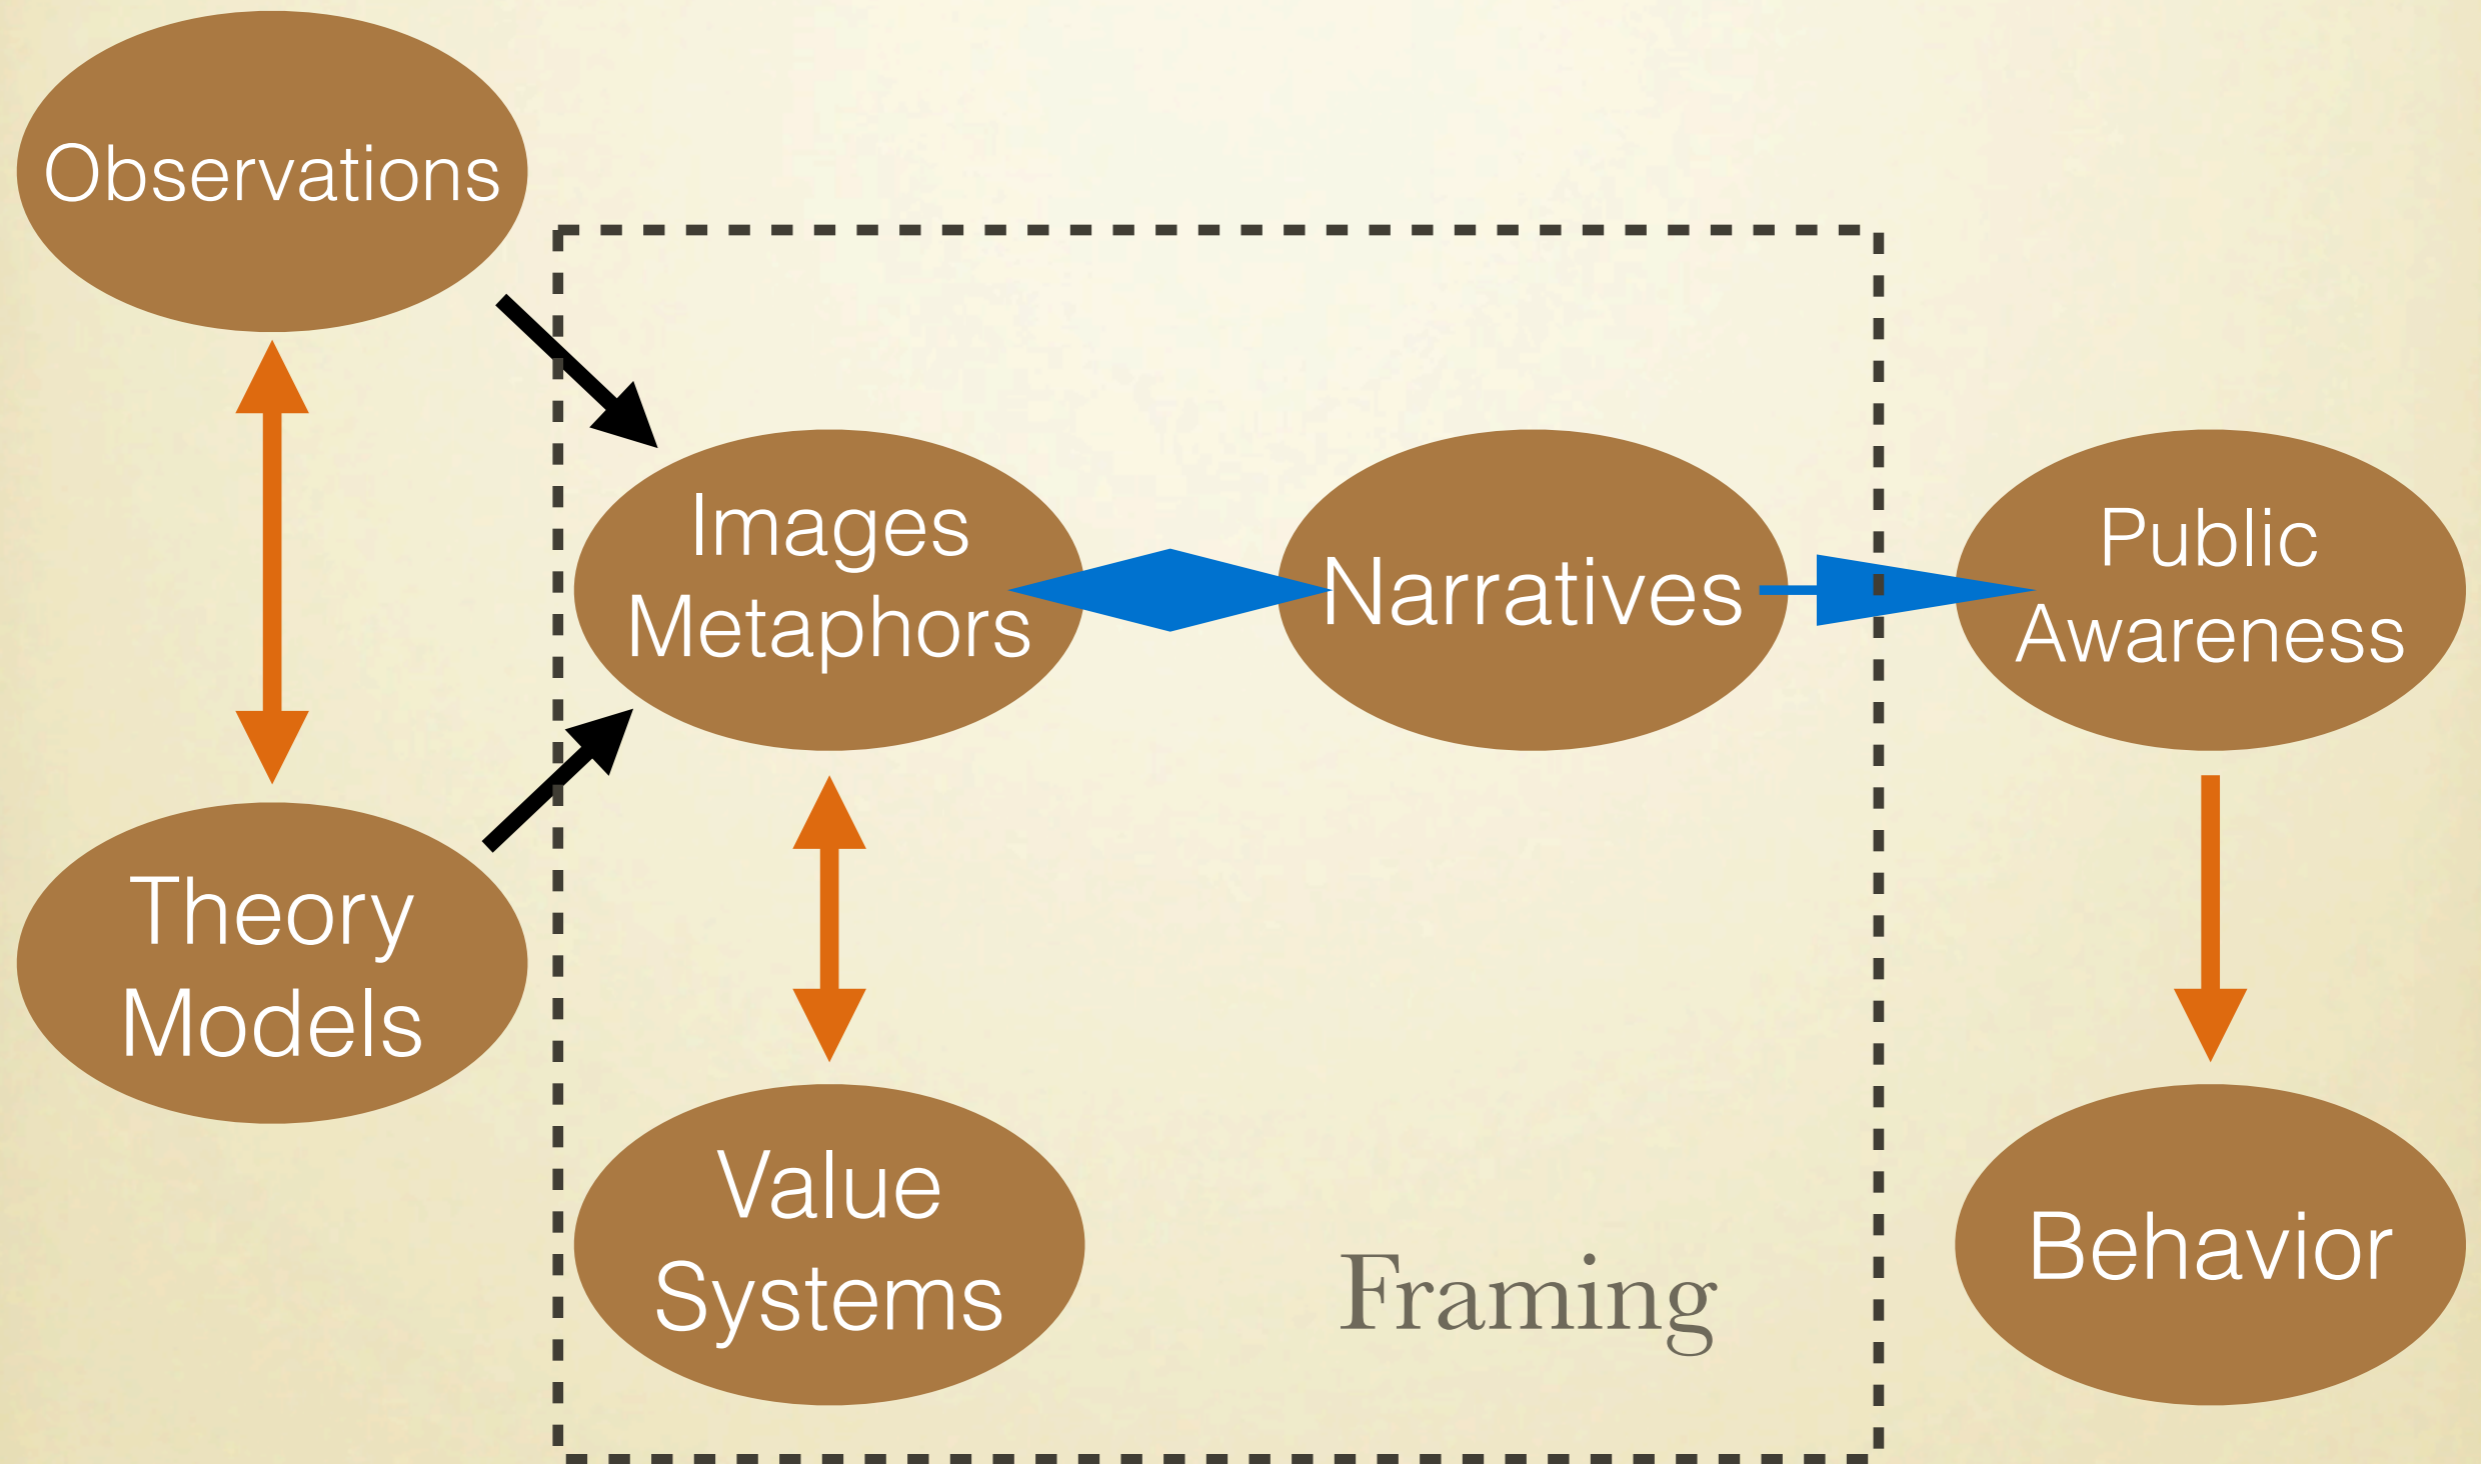 Observations
Images
Metaphors
Narratives
Public
Awareness
Theory
Models
Value
Systems
Framing
Behavior